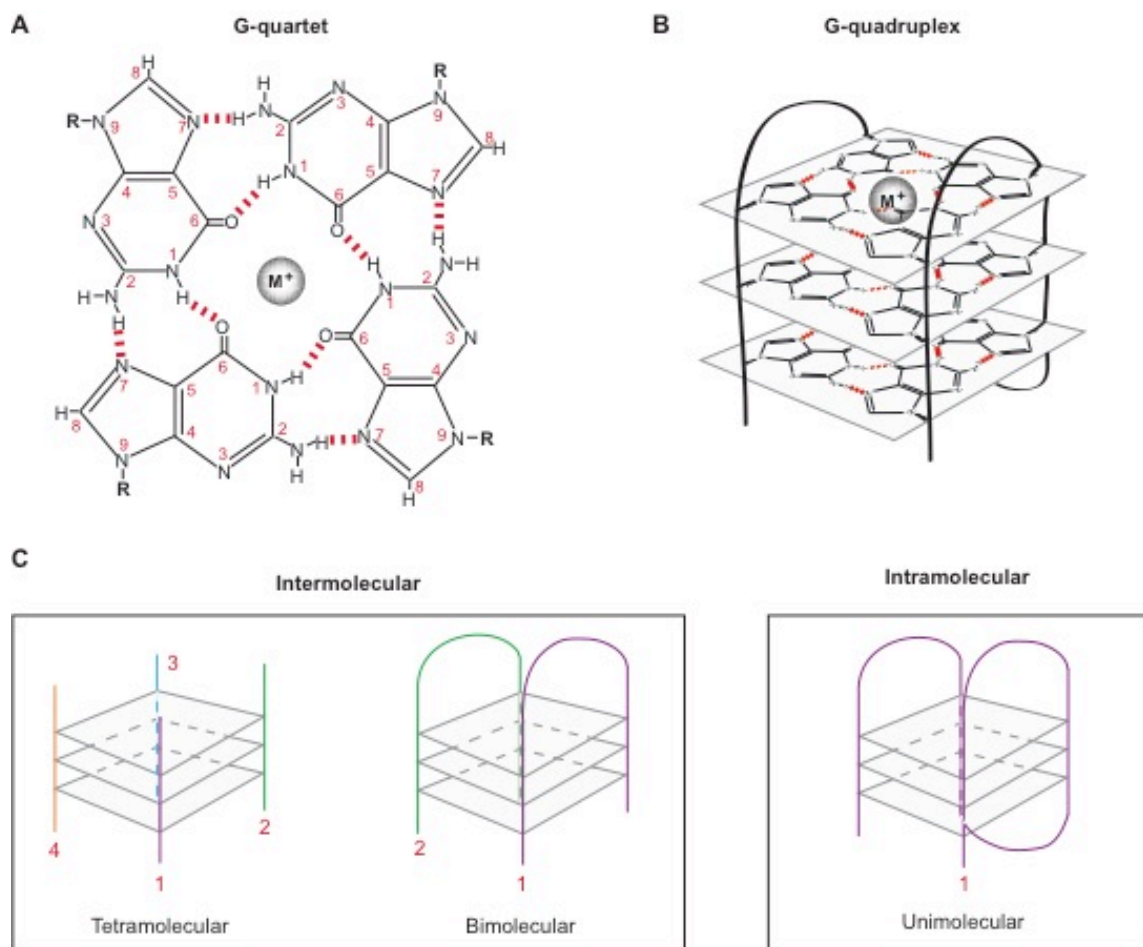 A
G-quartet
H
8
R
N
9
7
N
4
5
3
N
6
O
2
1
N
H
H
N
H
H
H
N
2
3
N
R
N
9
4
8
H
1
N
H
5
7
N
6
O
M+
H
N
H
2
H
N
1
3
N
O
6
5
4
N
7
N
9
R
8
H
O
6
7
N
5
1
N
H
H
8
4
2
N
H
H
9
N
3
N
R
B
G-quadruplex
M+
C
Intermolecular
3
4
2
1
Tetramolecular
2
1
Bimolecular
Intramolecular
1
Unimolecular